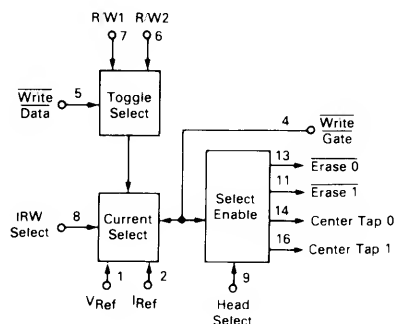 R/W1 R/W2
7 6
Write
Data
5
Toggle
Select
4
Write
Gate
13
Erase 0
11
Erase 1
Select
Enable
14
Center Tap 0
16
Center Tap 1
IRW
Select
8
Current
Select
1 2
VRef IRef
9
Head
Select